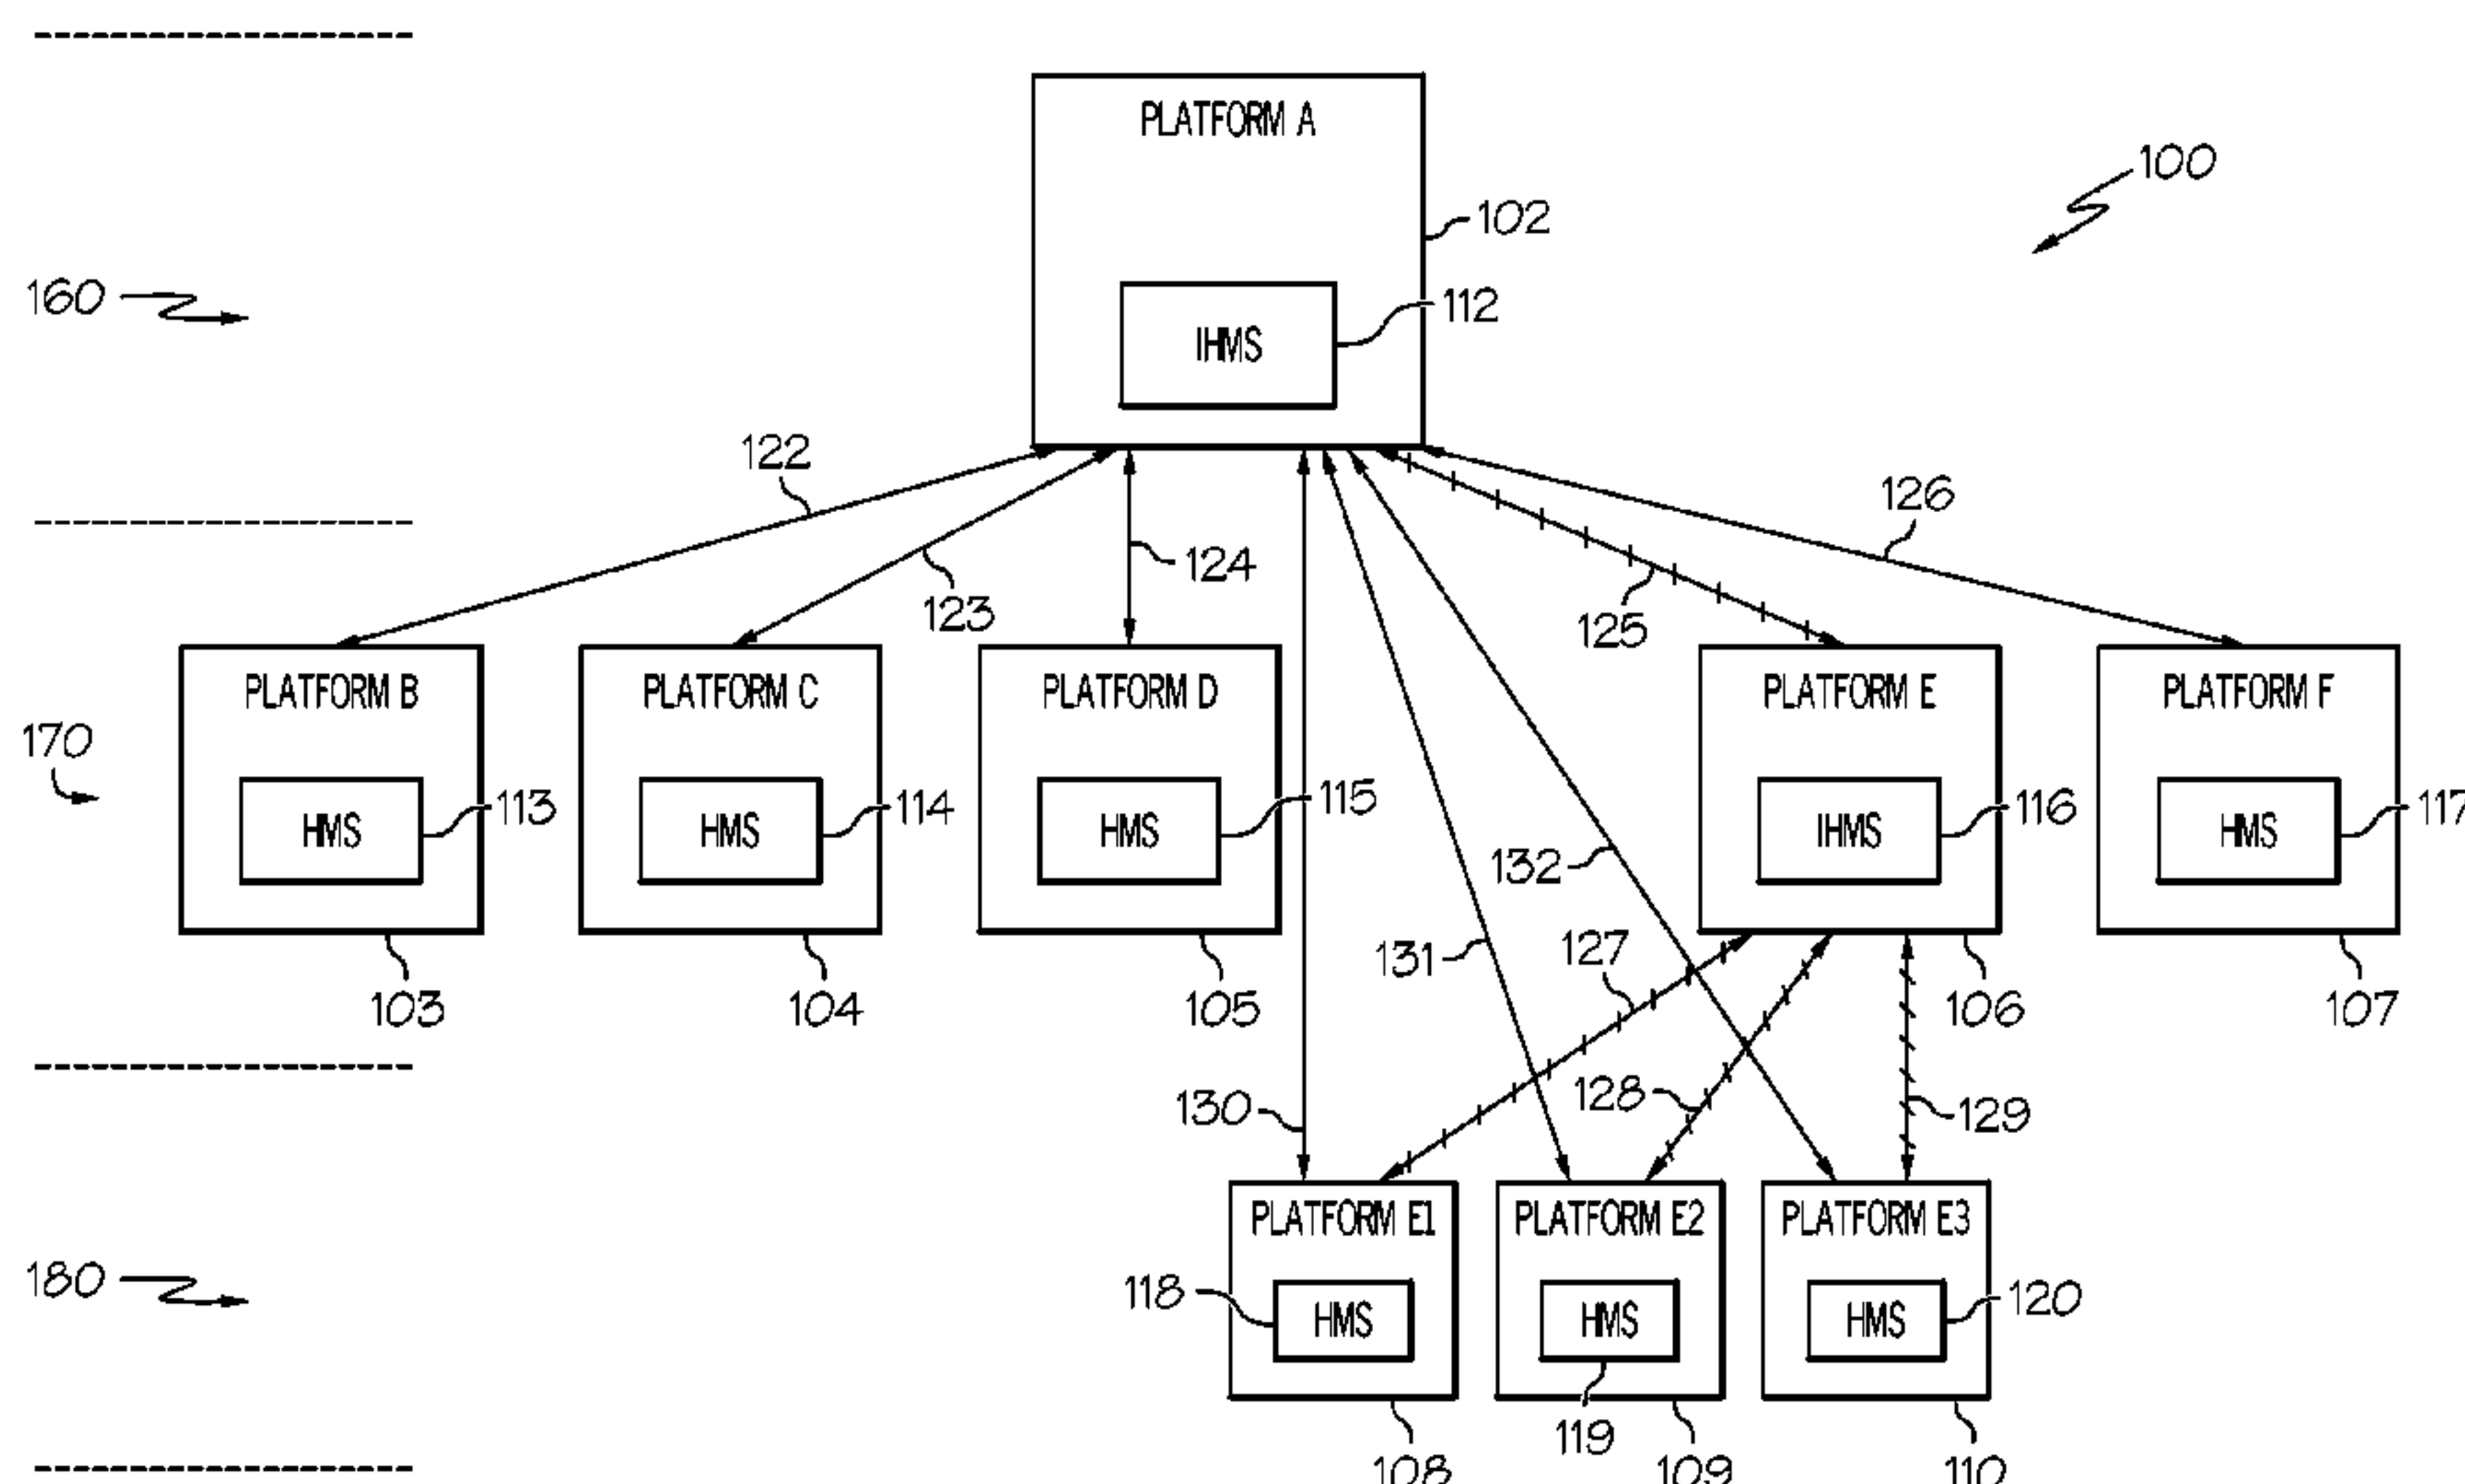 PLATFORM A
100
102
160
112
IHMS
122
126
124
123
125
PLATFORM B
PLATFORM C
PLATFORM D
PLATFORM E
PLATFORM F
170
113
114
115
116
117
HMS
HMS
HMS
IHMS
HMS
132
127
131
103
104
105
106
107
128
130
129
PLATFORM E1
PLATFORM E2
PLATFORM E3
180
118
120
HMS
HMS
HMS
119
108
109
110